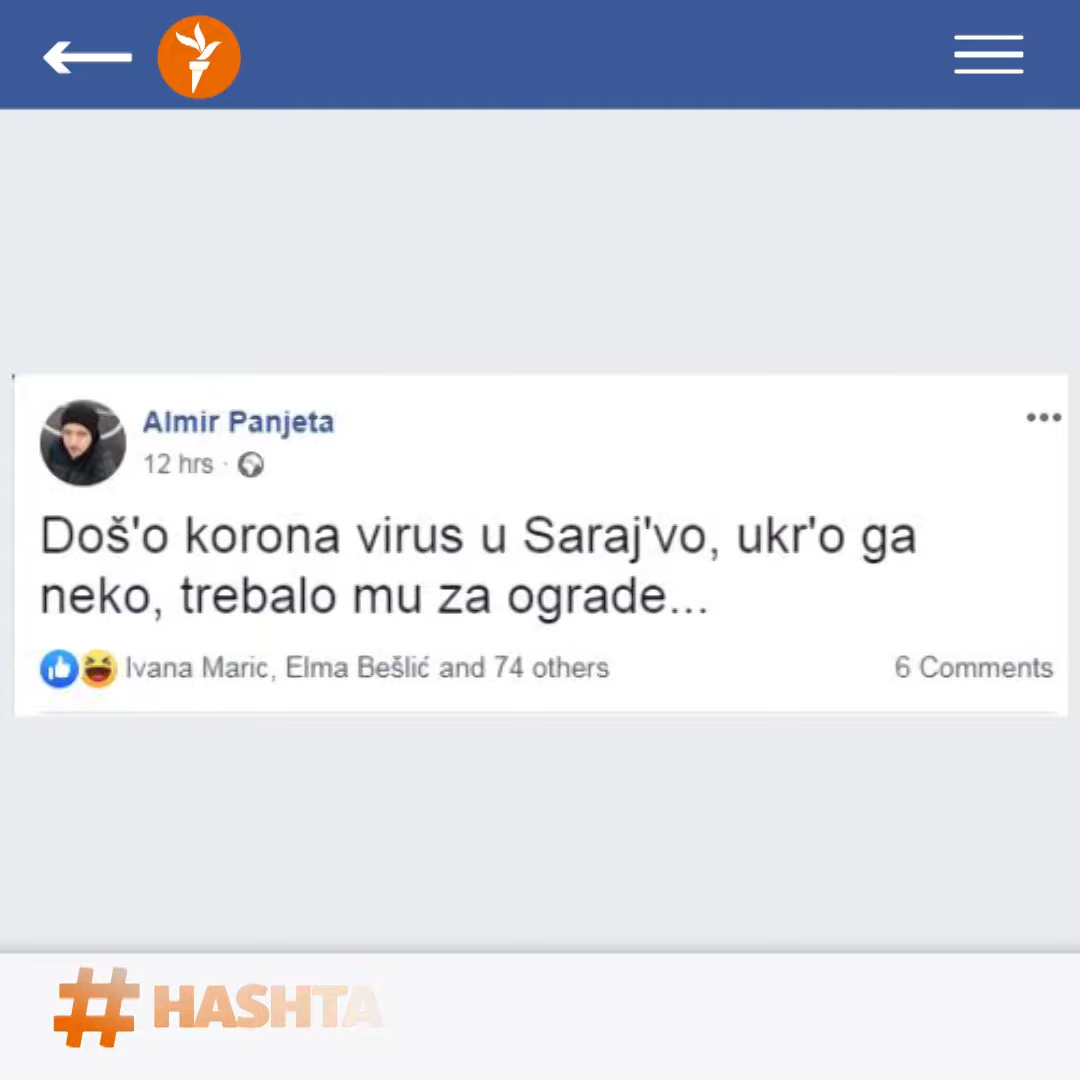 Almir Panjeta
12 hrs ·
Doš'o korona virus u Saraj'vo, ukr'o ga
neko, trebalo mu za ograde...
Ivana Maric, Elma Bešlić and 74 others
6 Comments
#HASHTA